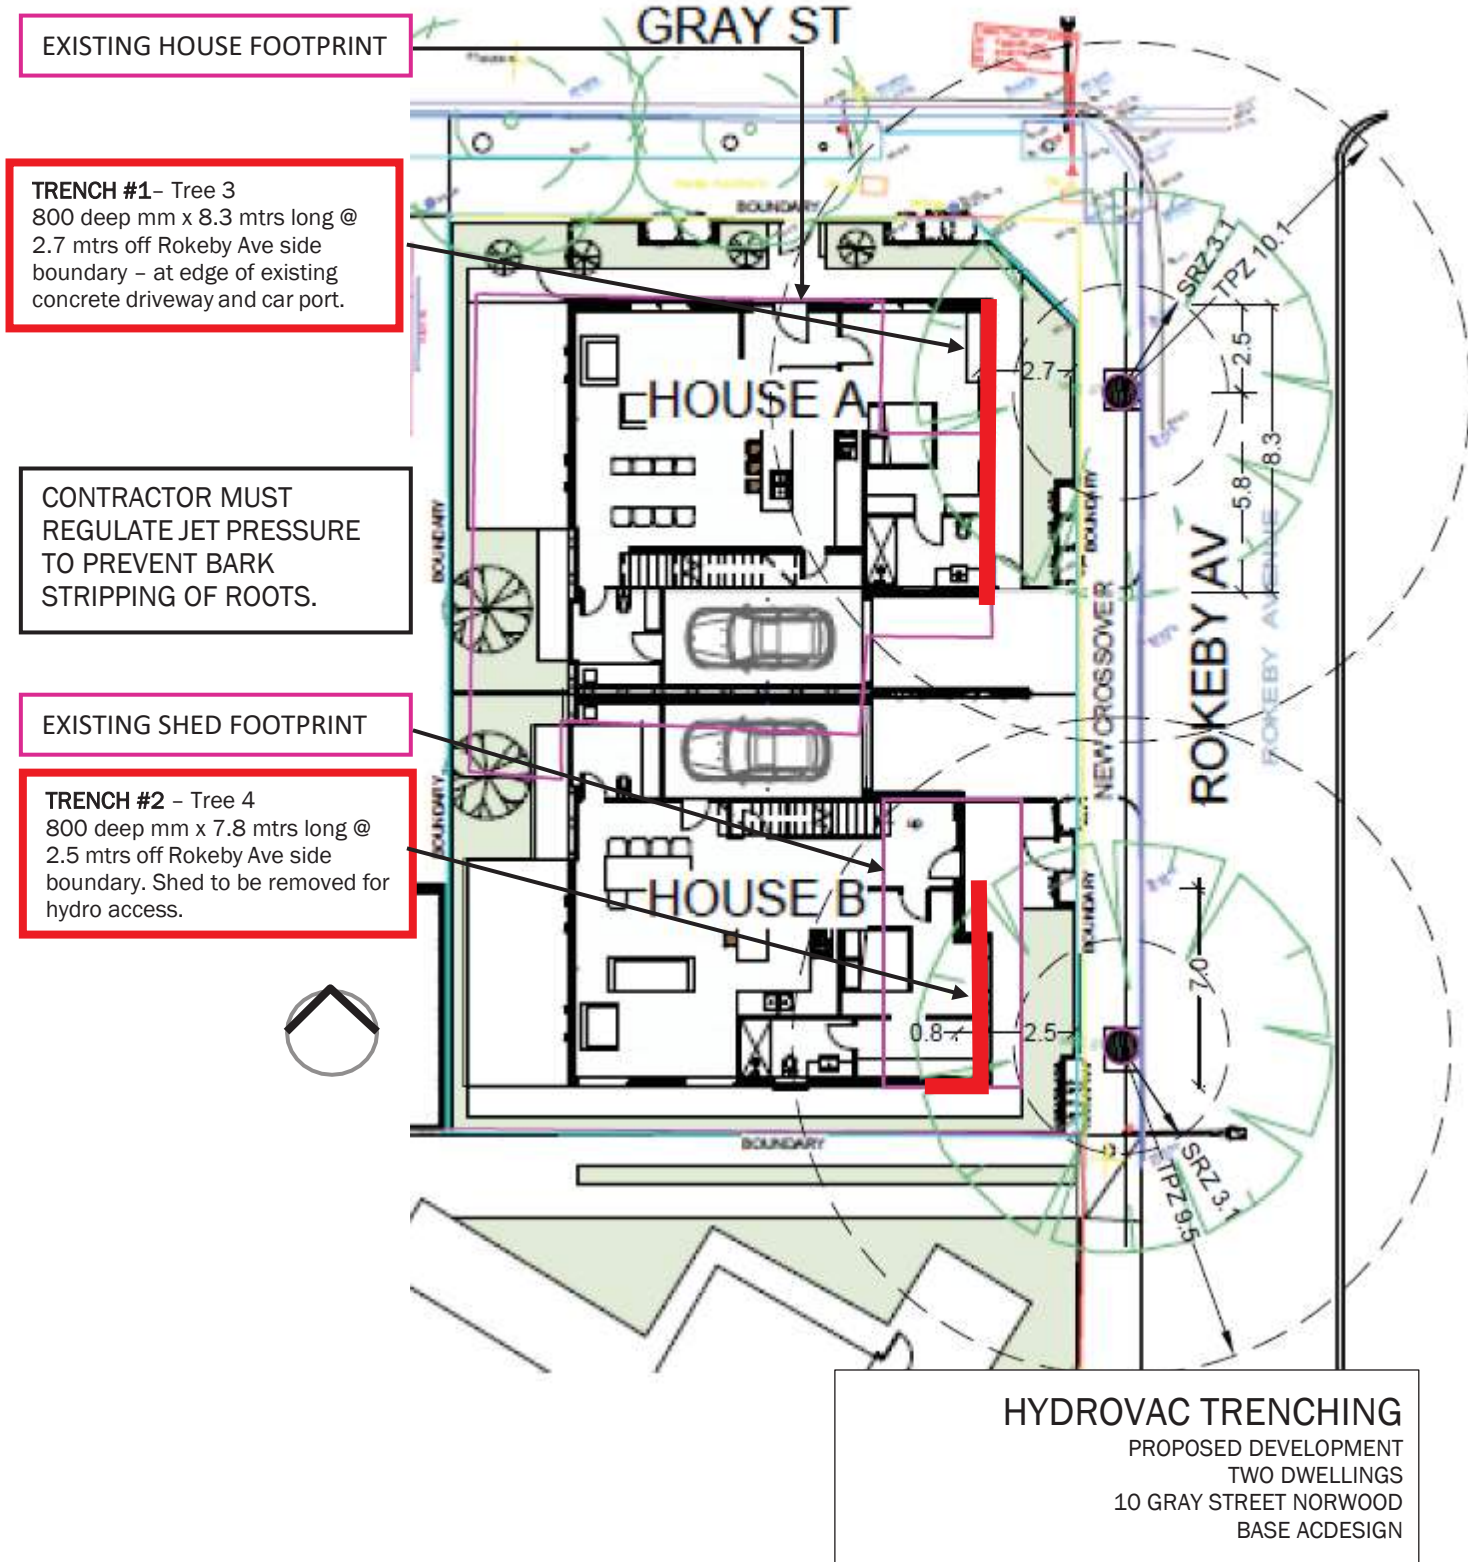 GRAY ST
EXISTING HOUSE FOOTPRINT
TRENCH #1– Tree 3
800 deep mm x 8.3 mtrs long @
2.7 mtrs off Rokeby Ave side
boundary – at edge of existing
concrete driveway and car port.
CONTRACTOR MUST
REGULATE JET PRESSURE
TO PREVENT BARK
STRIPPING OF ROOTS.
EXISTING SHED FOOTPRINT
TRENCH #2 – Tree 4
800 deep mm x 7.8 mtrs long @
2.5 mtrs off Rokeby Ave side
boundary. Shed to be removed for
hydro access.
BOUNDARY
SRZ 3.1
TPZ 10.1
2.5
2.7
8.3
5.8
HOUSE A
BOUNDARY
BOUNDARY
NEW CROSSOVER
ROKEBY AV
ROKEBY AVENUE
BOUNDARY
HOUSE B
BOUNDARY
7.0
0.8
2.5
BOUNDARY
SRZ 3.1
TPZ 9.5
HYDROVAC TRENCHING
PROPOSED DEVELOPMENT
TWO DWELLINGS
10 GRAY STREET NORWOOD
BASE ACDESIGN